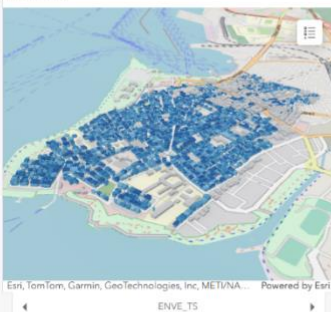 Esri, TomTom, Garmin, GeoTechnologies, Inc, METI/NA... Powered by Esri
ENVE_TS